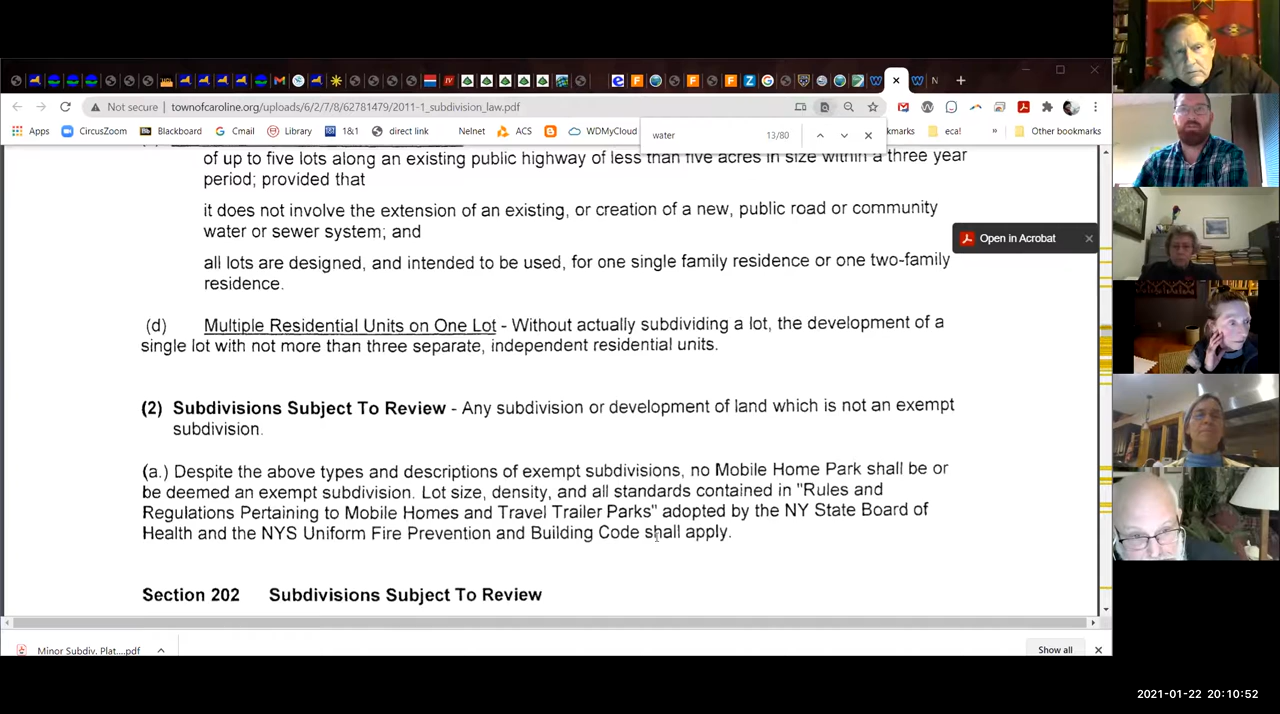 Not secure townofcaroline.org/uploads/6/2/7/8/62781479/2011-1_subdivision_law.pdf
Apps CircusZoom Blackboard Gmail Library 1&1 direct link Nelnet ACS WDMyCloud
water 13/80
kmarks eca! » Other bookmarks
of up to five lots along an existing public highway of less than five acres in size within a three year
period; provided that
it does not involve the extension of an existing, or creation of a new, public road or community
water or sewer system; and
Open in Acrobat
all lots are designed, and intended to be used, for one single family residence or one two-family
residence.
(d) Multiple Residential Units on One Lot - Without actually subdividing a lot, the development of a
single lot with not more than three separate, independent residential units.
(2) Subdivisions Subject To Review - Any subdivision or development of land which is not an exempt
subdivision.
(a.) Despite the above types and descriptions of exempt subdivisions, no Mobile Home Park shall be or
be deemed an exempt subdivision. Lot size, density, and all standards contained in "Rules and
Regulations Pertaining to Mobile Homes and Travel Trailer Parks" adopted by the NY State Board of
Health and the NYS Uniform Fire Prevention and Building Code shall apply.
Section 202 Subdivisions Subject To Review
Minor Subdiv. Plat....pdf
Show all
2021-01-22 20:10:52